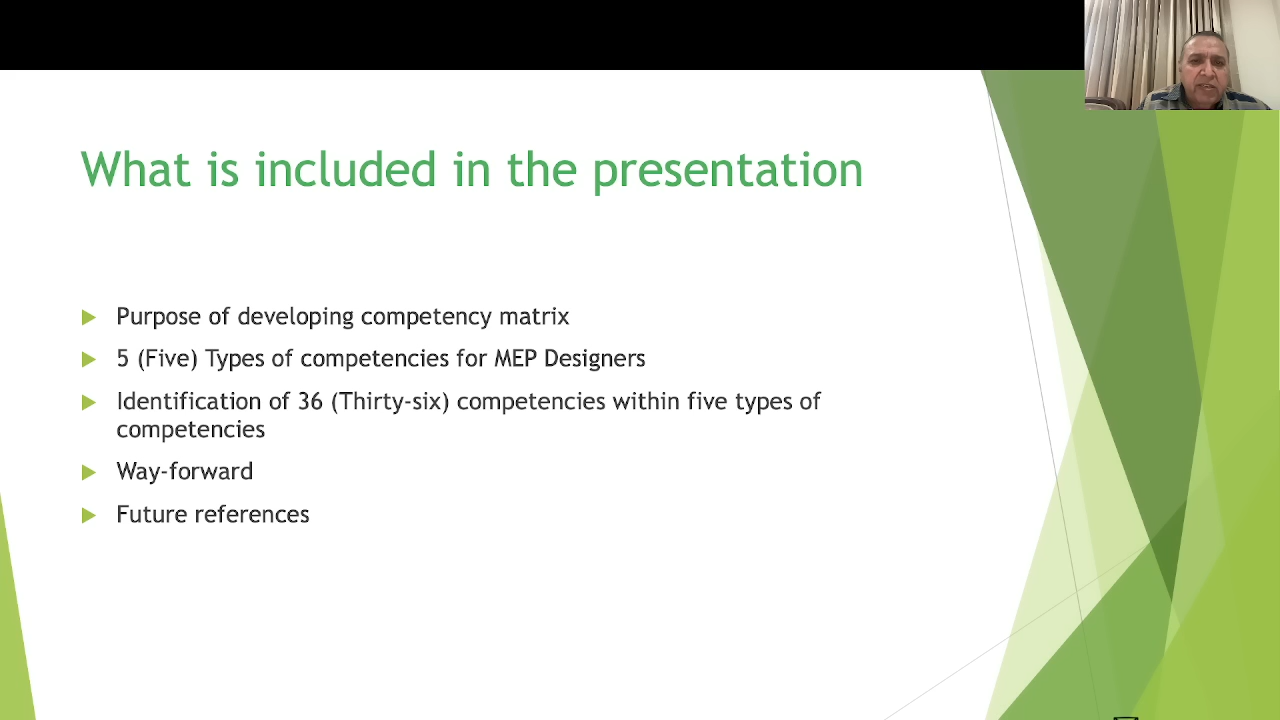 What is included in the presentation
Purpose of developing competency matrix
5 (Five) Types of competencies for MEP Designers
Identification of 36 (Thirty-six) competencies within five types of
competencies
Way-forward
Future references